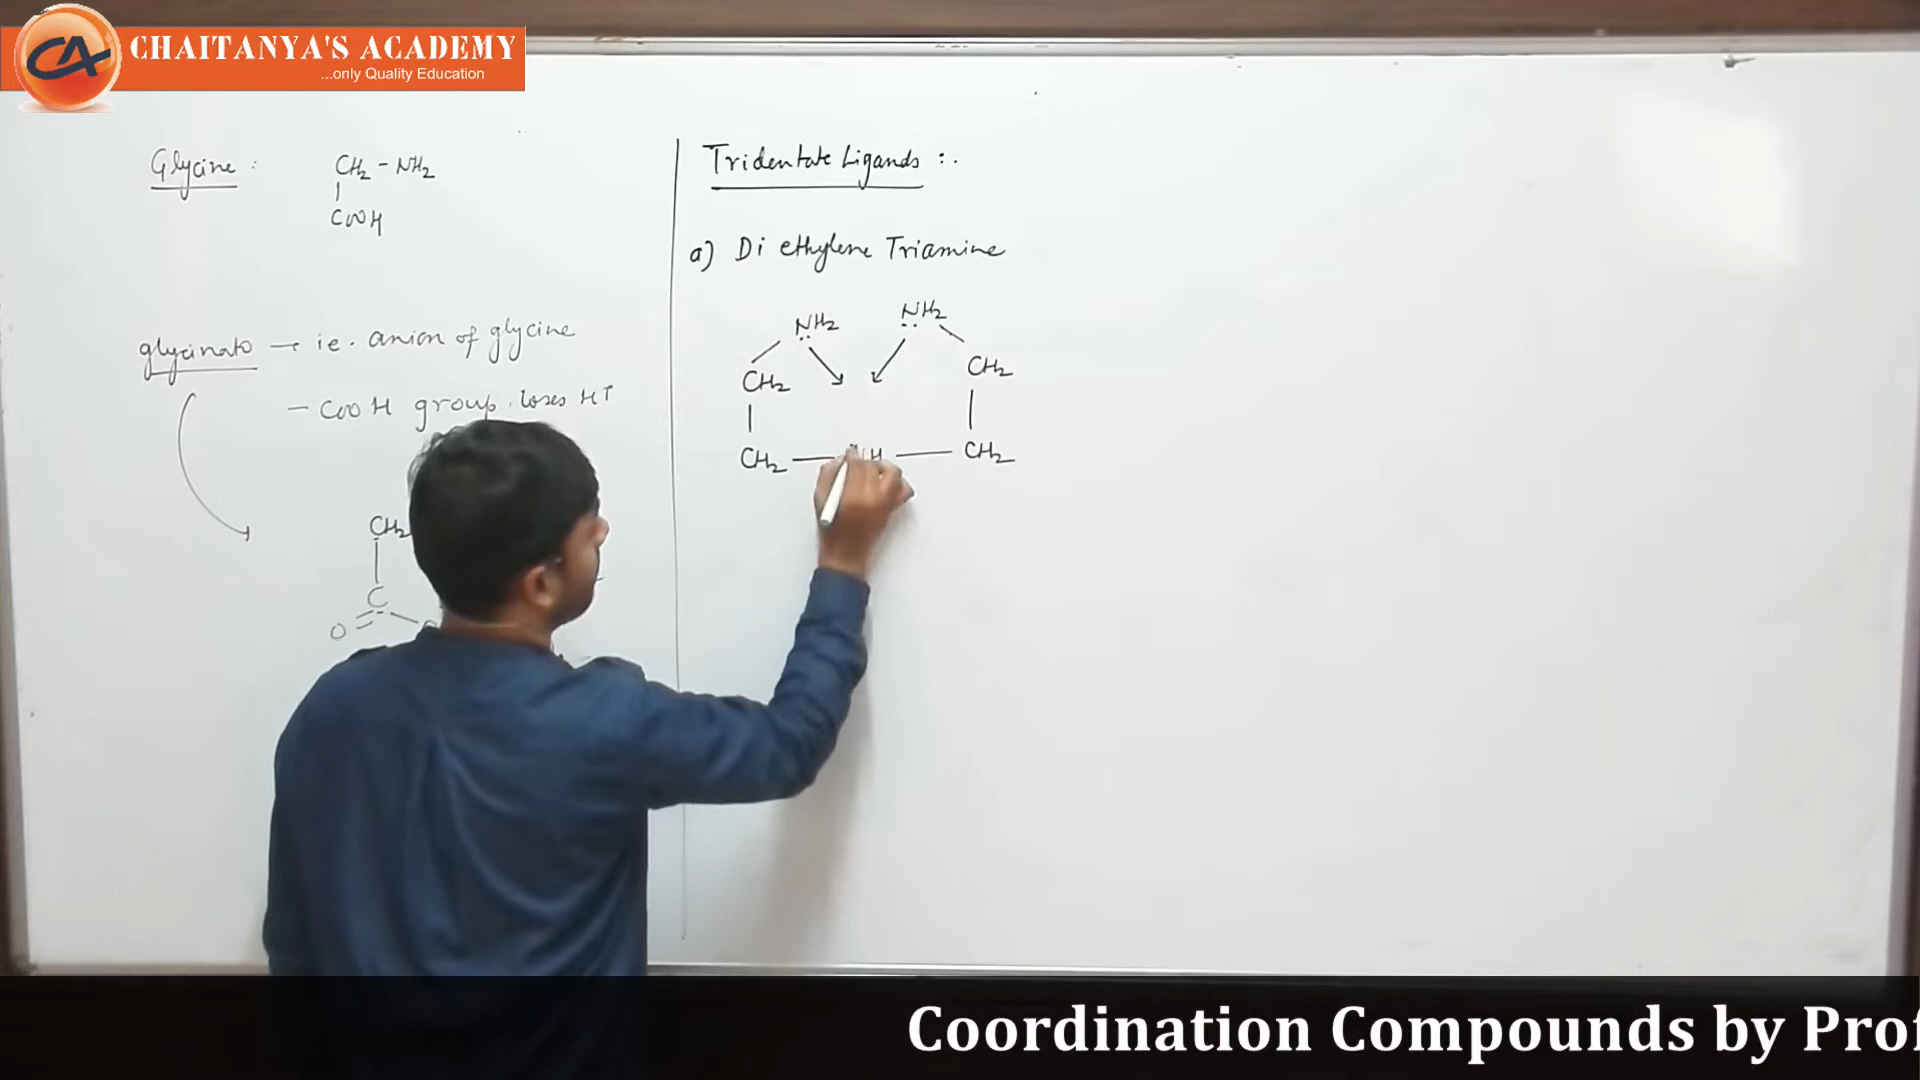 CHAITANYA'S ACADEMY
...only Quality Education
Glycine :
CH2 - NH2
COOH
glycinato → ie. anion of glycine
- COOH group loses H+
CH2
C
O
Tridentate Ligands :.
a) Di ethylene Triamine
NH2 NH2
CH2 CH2
CH2 CH2
Coordination Compounds by Prof